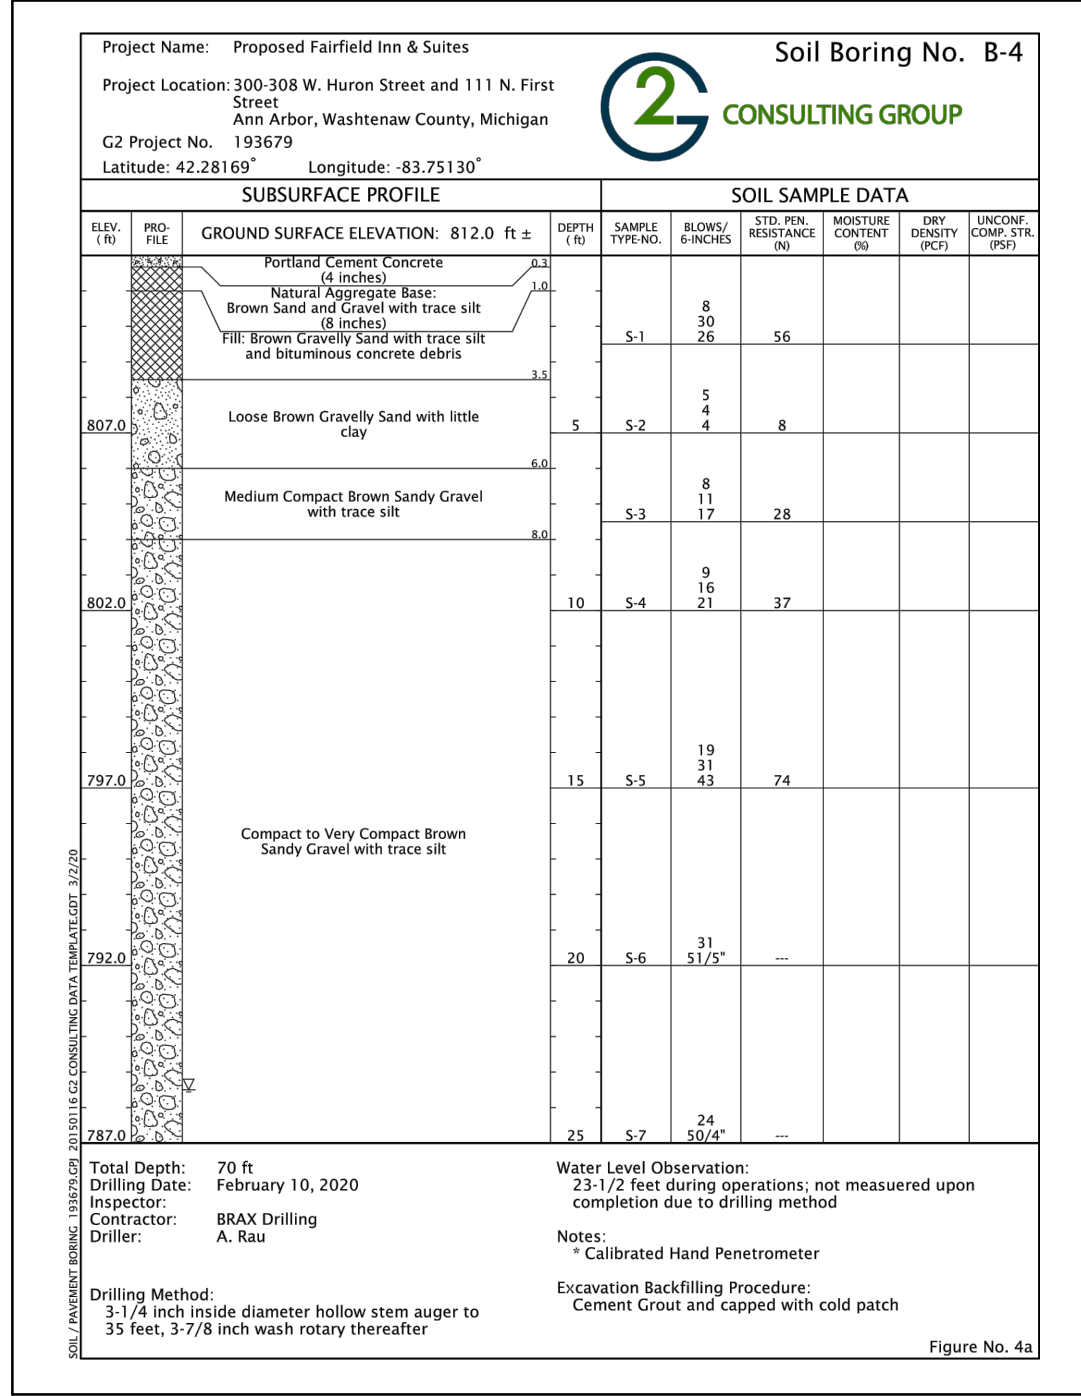 Project Name: Proposed Fairfield Inn & Suites
Project Location: 300-308 W. Huron Street and 111 N. First
Street
Ann Arbor, Washtenaw County, Michigan
G2 Project No. 193679
Latitude: 42.28169° Longitude: -83.75130°
Soil Boring No. B-4
G2 CONSULTING GROUP
SUBSURFACE PROFILE
SOIL SAMPLE DATA
ELEV.
( ft)
PRO-
FILE
GROUND SURFACE ELEVATION: 812.0 ft ±
DEPTH
( ft)
SAMPLE
TYPE-NO.
BLOWS/
6-INCHES
STD. PEN.
RESISTANCE
(N)
MOISTURE
CONTENT
(%)
DRY
DENSITY
(PCF)
UNCONF.
COMP. STR.
(PSF)
Portland Cement Concrete
(4 inches)
0.3
Natural Aggregate Base:
Brown Sand and Gravel with trace silt
(8 inches)
1.0
Fill: Brown Gravelly Sand with trace silt
and bituminous concrete debris
3.5
8
30
S-1 26 56
Loose Brown Gravelly Sand with little
clay
5
4
807.0 5 S-2 4 8
6.0
Medium Compact Brown Sandy Gravel
with trace silt
8
11
S-3 17 28
8.0
9
16
802.0 10 S-4 21 37
19
31
797.0 15 S-5 43 74
Compact to Very Compact Brown
Sandy Gravel with trace silt
31
792.0 20 S-6 51/5" ---
24
787.0 25 S-7 50/4" ---
Total Depth: 70 ft
Drilling Date: February 10, 2020
Inspector:
Contractor: BRAX Drilling
Driller: A. Rau
Drilling Method:
3-1/4 inch inside diameter hollow stem auger to
35 feet, 3-7/8 inch wash rotary thereafter
Water Level Observation:
23-1/2 feet during operations; not measuered upon
completion due to drilling method
Notes:
* Calibrated Hand Penetrometer
Excavation Backfilling Procedure:
Cement Grout and capped with cold patch
Figure No. 4a
SOIL / PAVEMENT BORING 193679.GPJ 20150116 G2 CONSULTING DATA TEMPLATE.GDT 3/2/20